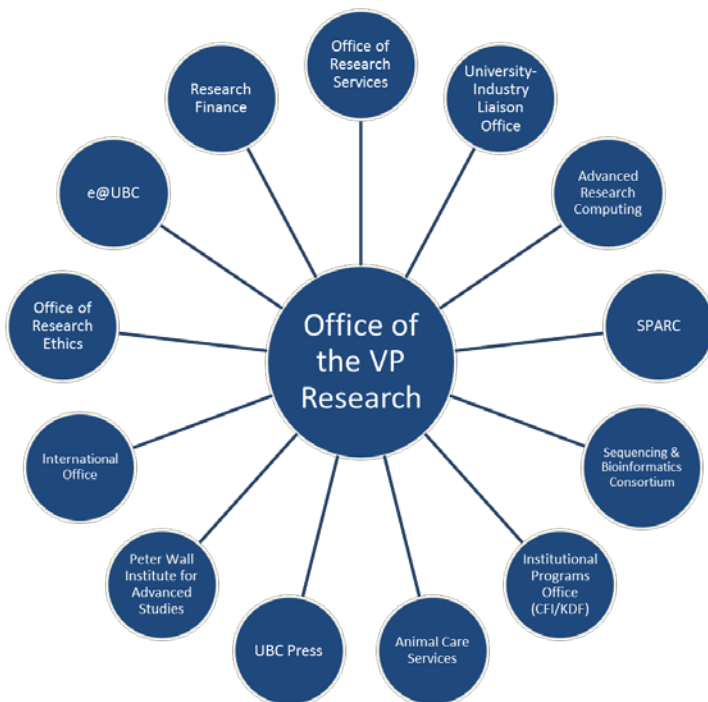 Office of
the VP
Research
Office of
Research
Services
University-
Industry
Liaison
Office
Advanced
Research
Computing
SPARC
Sequencing &
Bioinformatics
Consortium
Institutional
Programs
Office
(CFI/KDF)
Animal Care
Services
UBC Press
Peter Wall
Institute for
Advanced
Studies
International
Office
Office of
Research
Ethics
e@UBC
Research
Finance